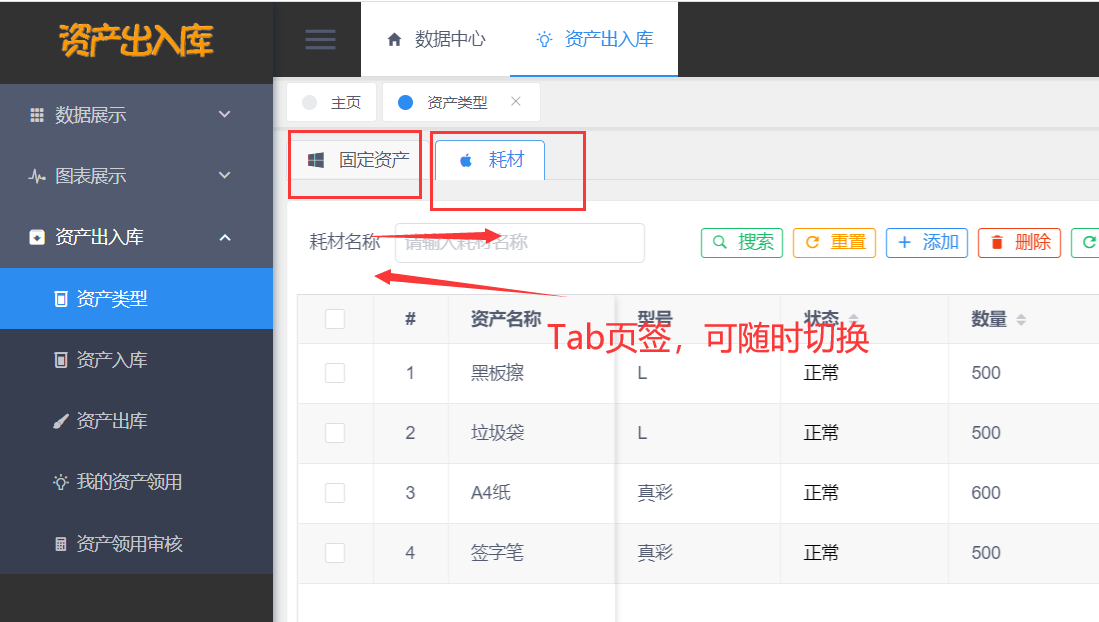 资产出入库
数据中心
资产出入库
数据展示
图表展示
资产出入库
资产类型
资产入库
资产出库
我的资产领用
资产领用审核
主页
资产类型
固定资产
耗材
耗材名称
请输入耗材名称
搜索
重置
添加
删除
Tab页签，可随时切换
# 资产名称 型号 状态 数量
1 黑板擦 L 正常 500
2 垃圾袋 L 正常 500
3 A4纸 真彩 正常 600
4 签字笔 真彩 正常 500